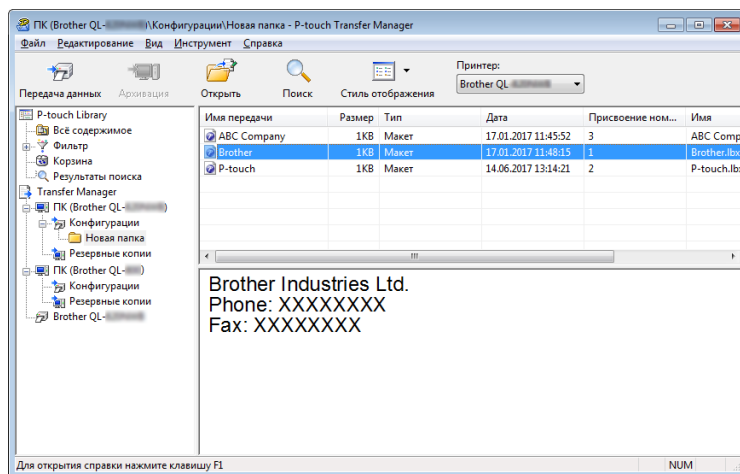 ПК (Brother QL- )\Конфигурации\Новая папка - P-touch Transfer Manager
Файл Редактирование Вид Инструмент Справка
Передача данных Архивация Открыть Поиск Стиль отображения
Принтер:
Brother QL
P-touch Library
Всё содержимое
Фильтр
Корзина
Результаты поиска
Transfer Manager
ПК (Brother QL- )
Конфигурации
Новая папка
Резервные копии
ПК (Brother QL- )
Конфигурации
Резервные копии
Brother QL-
Имя передачи Размер Тип Дата Присвоение ном... Имя
ABC Company 1KB Макет 17.01.2017 11:45:52 3 ABC Comp
Brother 1KB Макет 17.01.2017 11:48:15 1 Brother.lbx
P-touch 1KB Макет 14.06.2017 13:14:21 2 P-touch.lbx
Brother Industries Ltd.
Phone: XXXXXXXX
Fax: XXXXXXXX
Для открытия справки нажмите клавишу F1
NUM